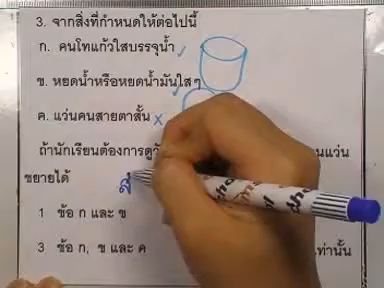 3. จากสิ่งที่กำหนดให้ต่อไปนี้
ก. คนโทแก้วใสบรรจุน้ำ ✓
ข. หยดน้ำหรือหยดน้ำมันใส ๆ ✓
ค. แว่นคนสายตาสั้น ×
ถ้านักเรียนต้องการดู นแว่น
ขยายได้ ส
1 ข้อ ก และ ข
3 ข้อ ก, ข และ ค เท่านั้น